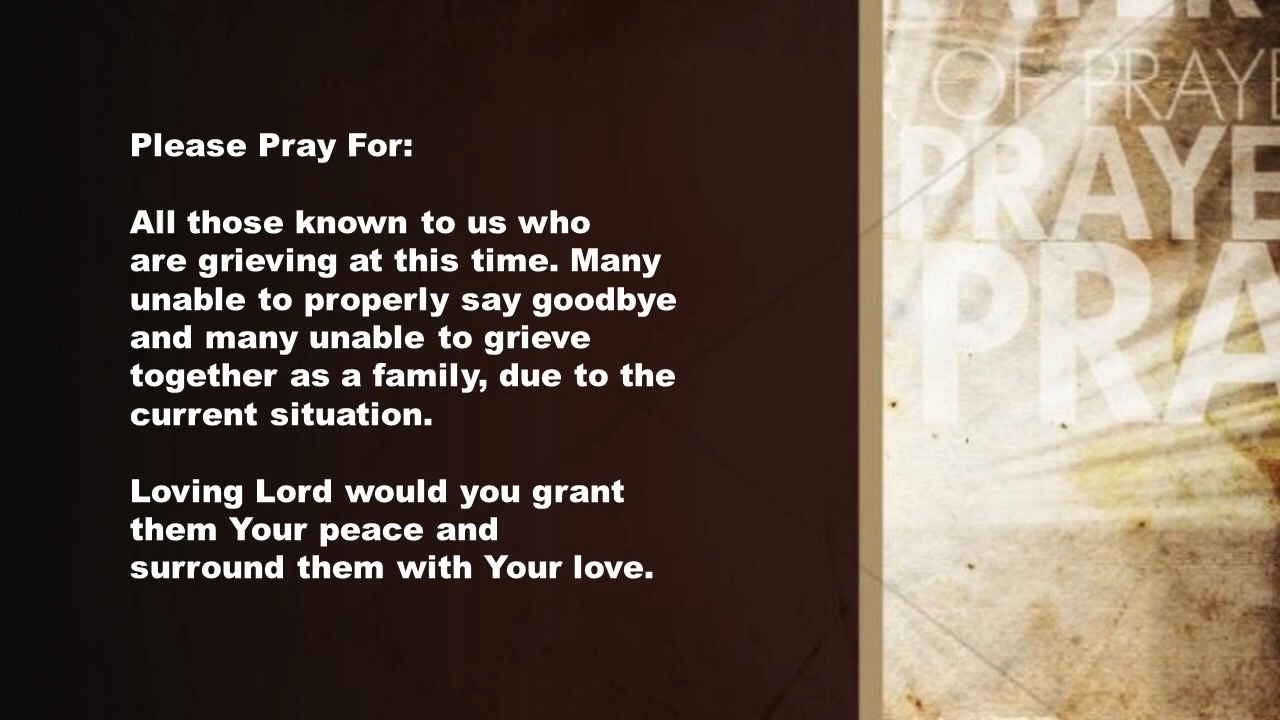 Please Pray For:
All those known to us who
are grieving at this time. Many
unable to properly say goodbye
and many unable to grieve
together as a family, due to the
current situation.
Loving Lord would you grant
them Your peace and
surround them with Your love.
OF PRAYE
PRAYE
PRA